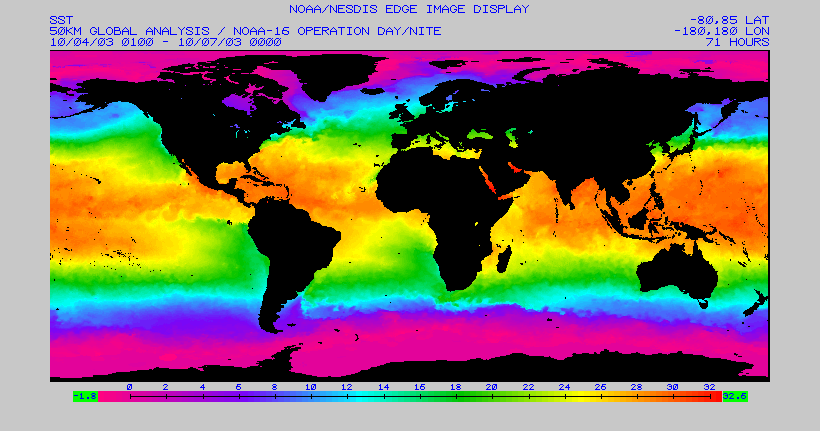 NOAA/NESDIS EDGE IMAGE DISPLAY
SST -80,85 LAT
50KM GLOBAL ANALYSIS / NOAA-16 OPERATION DAY/NITE -180,180 LON
10/04/03 0100 - 10/07/03 0000 71 HOURS
0 2 4 6 8 10 12 14 16 18 20 22 24 26 28 30 32
-1.8 32.6